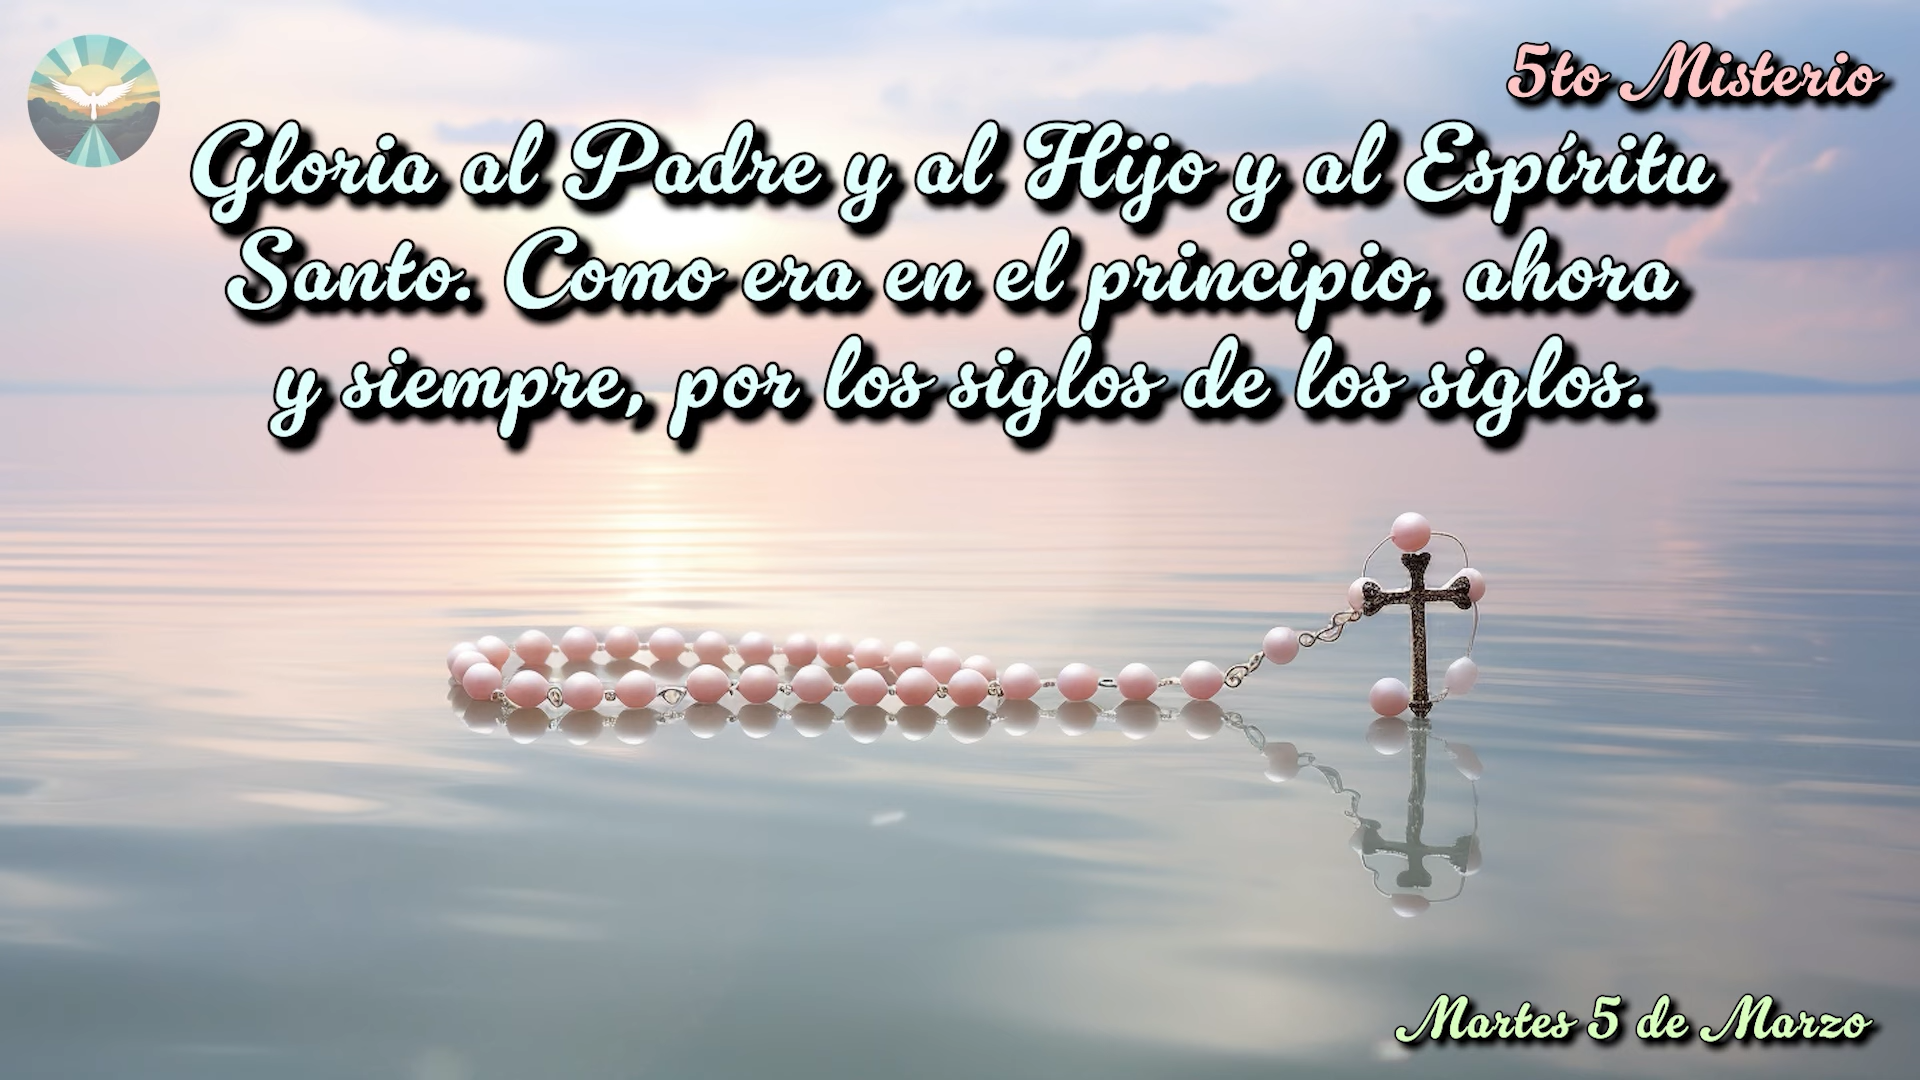 5to Misterio
Gloria al Padre y al Hijo y al Espíritu
Santo. Como era en el principio, ahora
y siempre, por los siglos de los siglos.
Martes 5 de Marzo